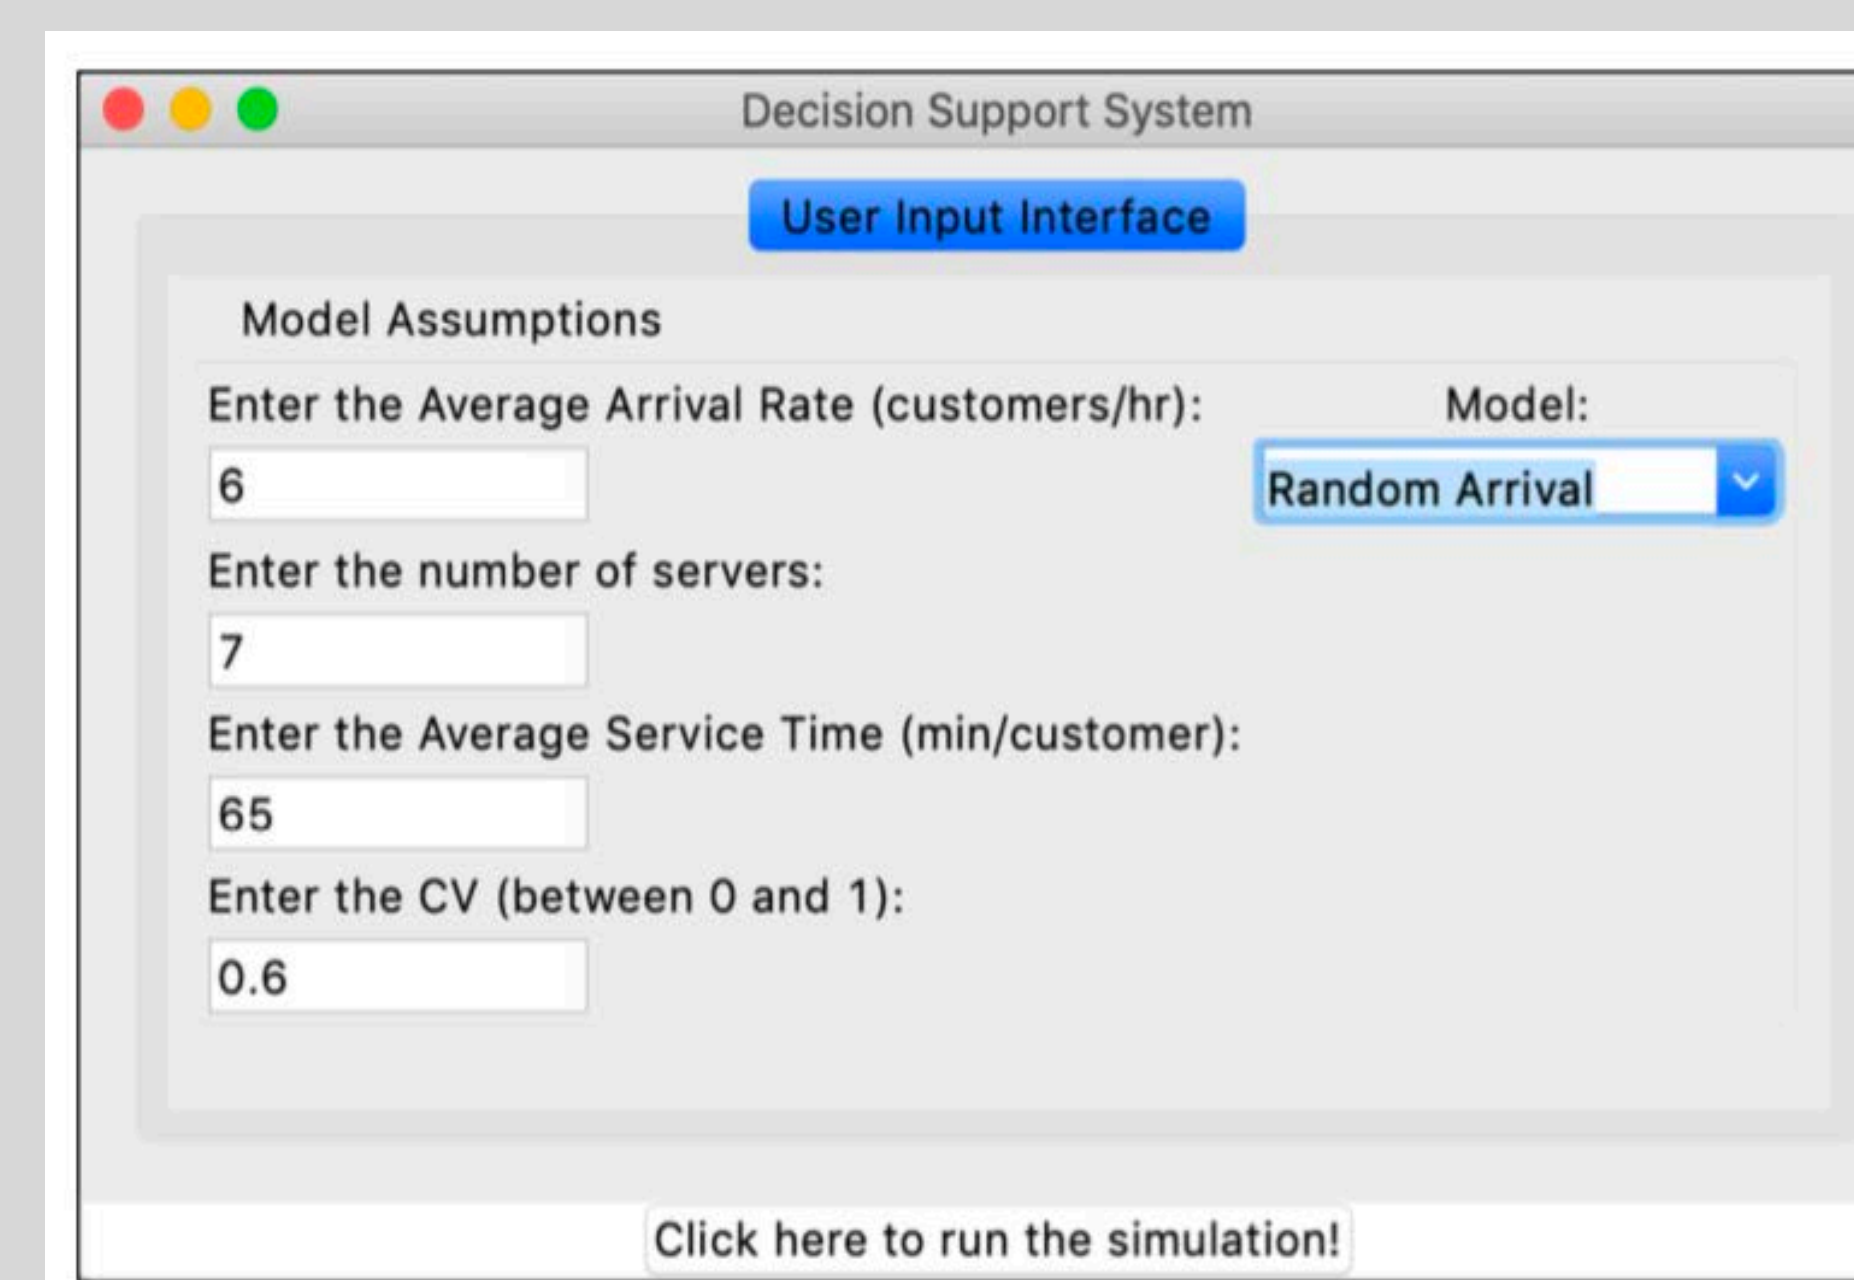 Decision Support System
User Input Interface
Model Assumptions
Enter the Average Arrival Rate (customers/hr):
Model:
6
Random Arrival
Enter the number of servers:
7
Enter the Average Service Time (min/customer):
65
Enter the CV (between 0 and 1):
0.6
Click here to run the simulation!